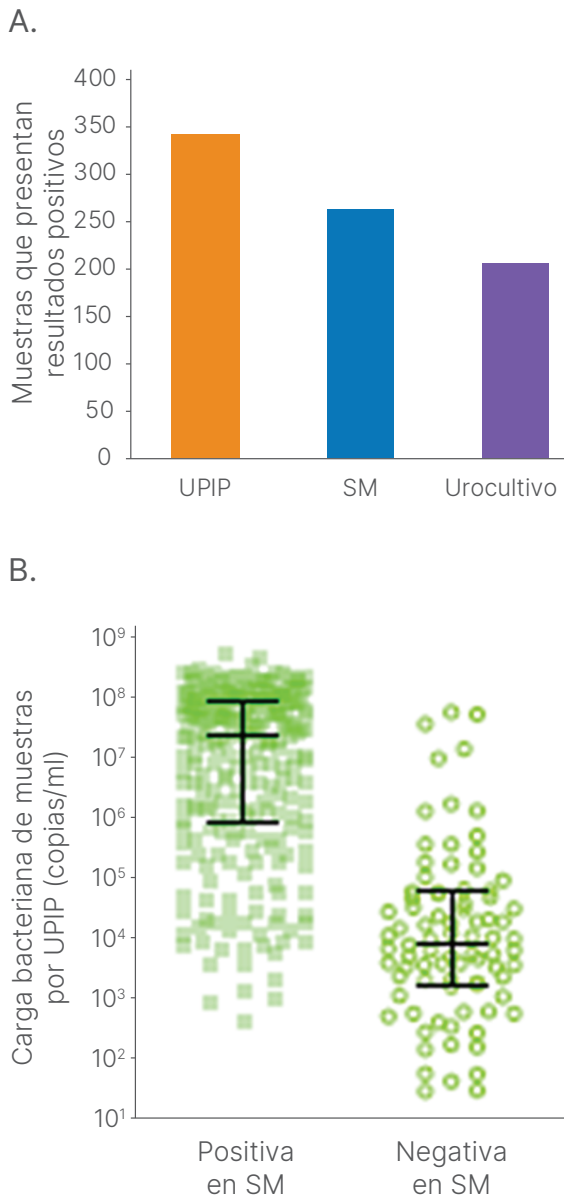 A.
Muestras que presentan
resultados positivos
400
350
300
250
200
150
100
50
0
UPIP
SM
Urocultivo
B.
Carga bacteriana de muestras
por UPIP (copias/ml)
10⁹
10⁸
10⁷
10⁶
10⁵
10⁴
10³
10²
10¹
Positiva
en SM
Negativa
en SM